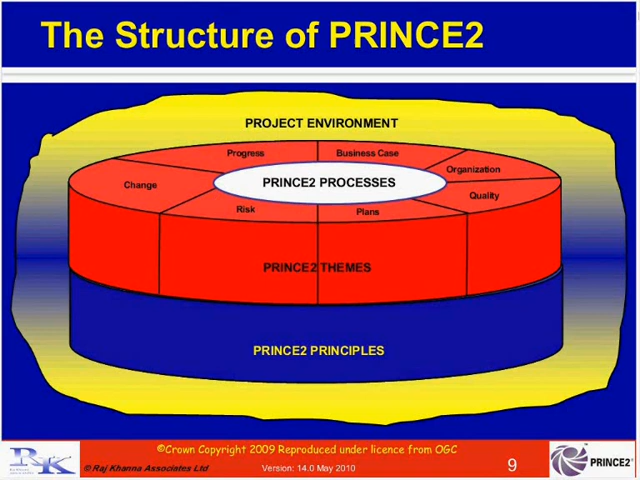 The Structure of PRINCE2
PROJECT ENVIRONMENT
Progress
Business Case
Organization
Change
PRINCE2 PROCESSES
Quality
Risk
Plans
PRINCE2 THEMES
PRINCE2 PRINCIPLES
©Crown Copyright 2009 Reproduced under licence from OGC
RK
© Raj Khanna Associates Ltd
Version: 14.0 May 2010
9
PRINCE2®